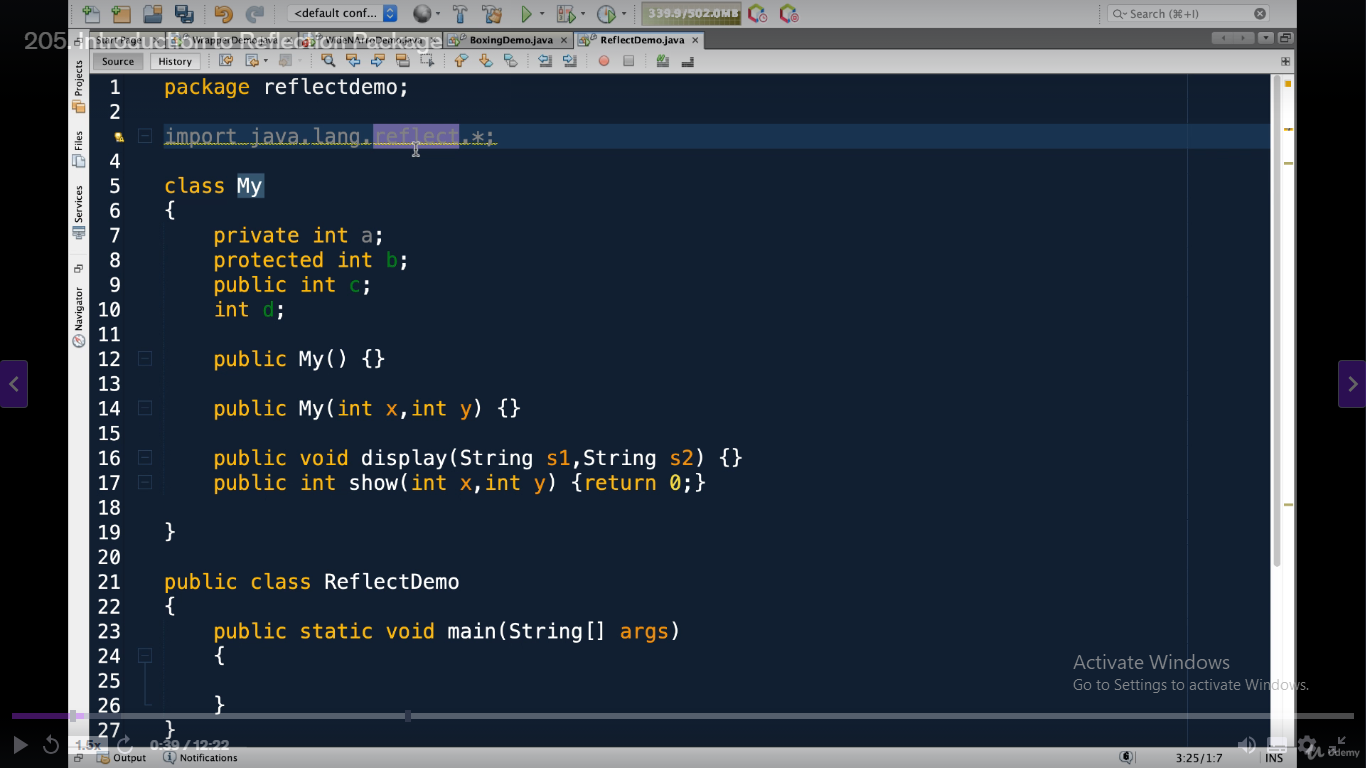 <default conf...
339.9/502.0MB
Search (⌘+I)
205. Introduction to Reflection Package
Start Page
WrapperDemo.java
BoxingDemo.java
ReflectDemo.java
Source
History
Projects
Files
Services
Navigator
1 package reflectdemo;
2
import java.lang.reflect.*;
4
5 class My
6 {
7 private int a;
8 protected int b;
9 public int c;
10 int d;
11
12 public My() {}
13
14 public My(int x,int y) {}
15
16 public void display(String s1,String s2) {}
17 public int show(int x,int y) {return 0;}
18
19 }
20
21 public class ReflectDemo
22 {
23 public static void main(String[] args)
24 {
25
26 }
27 }
Activate Windows
Go to Settings to activate Windows.
1.5x
0:39 / 12:22
Output
Notifications
6
3:25/1:7
INS
Udemy